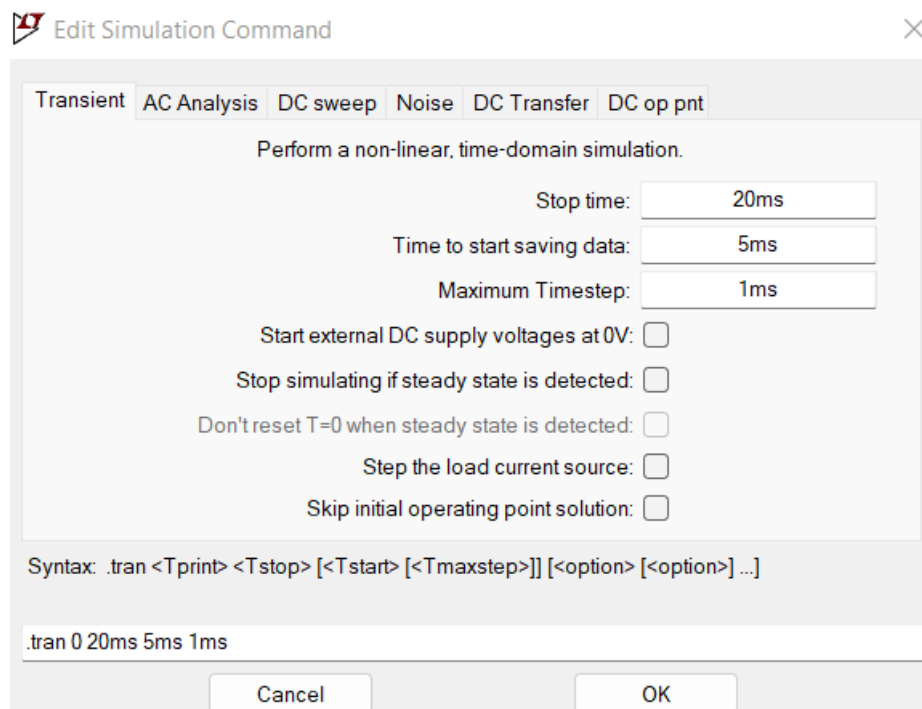 Edit Simulation Command
Transient AC Analysis DC sweep Noise DC Transfer DC op pnt
Perform a non-linear, time-domain simulation.
Stop time: 20ms
Time to start saving data: 5ms
Maximum Timestep: 1ms
Start external DC supply voltages at 0V:
Stop simulating if steady state is detected:
Don't reset T=0 when steady state is detected:
Step the load current source:
Skip initial operating point solution:
Syntax: .tran <Tprint> <Tstop> [<Tstart> [<Tmaxstep>]] [<option> [<option>] ...]
.tran 0 20ms 5ms 1ms
Cancel OK